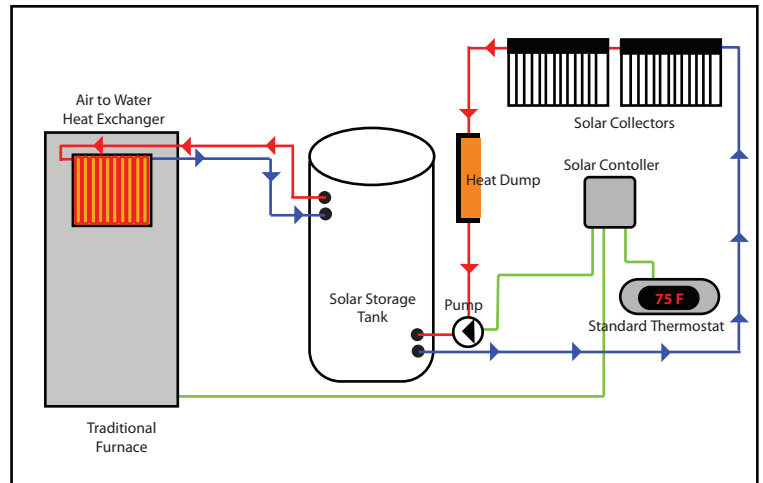 Air to Water
Heat Exchanger
Solar Collectors
Heat Dump
Solar Contoller
75 F
Standard Thermostat
Solar Storage
Tank
Pump
Traditional
Furnace